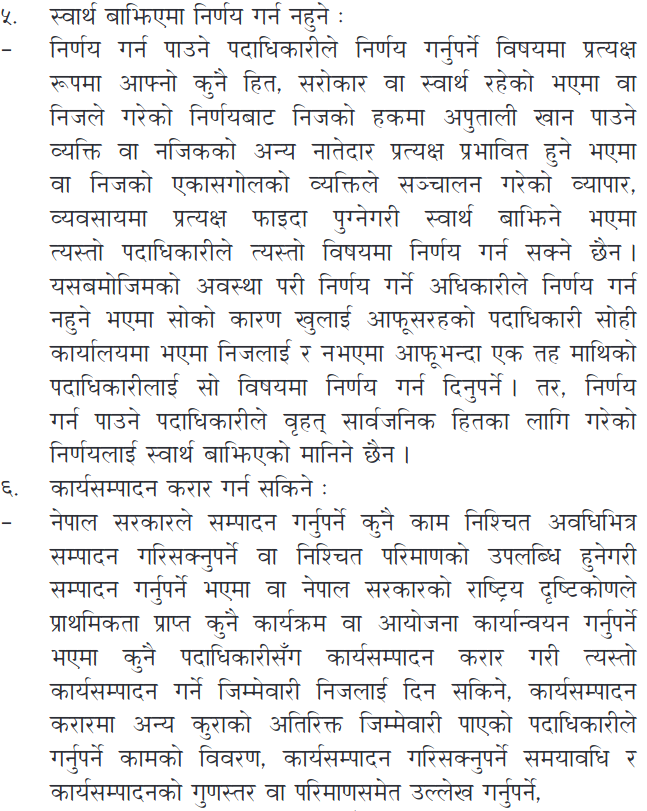 ५. स्वार्थ बाझिएमा निर्णय गर्न नहुने :
– निर्णय गर्न पाउने पदाधिकारीले निर्णय गर्नुपर्ने विषयमा प्रत्यक्ष
रूपमा आफ्नो कुनै हित, सरोकार वा स्वार्थ रहेको भएमा वा
निजले गरेको निर्णयबाट निजको हकमा अपुताली खान पाउने
व्यक्ति वा नजिकको अन्य नातेदार प्रत्यक्ष प्रभावित हुने भएमा
वा निजको एकासगोलको व्यक्तिले सञ्चालन गरेको व्यापार,
व्यवसायमा प्रत्यक्ष फाइदा पुग्नेगरी स्वार्थ बाझिने भएमा
त्यस्तो पदाधिकारीले त्यस्तो विषयमा निर्णय गर्न सक्ने छैन ।
यसबमोजिमको अवस्था परी निर्णय गर्ने अधिकारीले निर्णय गर्न
नहुने भएमा सोको कारण खुलाई आफूसरहको पदाधिकारी सोही
कार्यालयमा भएमा निजलाई र नभएमा आफूभन्दा एक तह माथिको
पदाधिकारीलाई सो विषयमा निर्णय गर्न दिनुपर्ने । तर, निर्णय
गर्न पाउने पदाधिकारीले वृहत् सार्वजनिक हितका लागि गरेको
निर्णयलाई स्वार्थ बाझिएको मानिने छैन ।
६. कार्यसम्पादन करार गर्न सकिने :
– नेपाल सरकारले सम्पादन गर्नुपर्ने कुनै काम निश्चित अवधिभित्र
सम्पादन गरिसक्नुपर्ने वा निश्चित परिमाणको उपलब्धि हुनेगरी
सम्पादन गर्नुपर्ने भएमा वा नेपाल सरकारको राष्ट्रिय दृष्टिकोणले
प्राथमिकता प्राप्त कुनै कार्यक्रम वा आयोजना कार्यान्वयन गर्नुपर्ने
भएमा कुनै पदाधिकारीसँग कार्यसम्पादन करार गरी त्यस्तो
कार्यसम्पादन गर्ने जिम्मेवारी निजलाई दिन सकिने, कार्यसम्पादन
करारमा अन्य कुराको अतिरिक्त जिम्मेवारी पाएको पदाधिकारीले
गर्नुपर्ने कामको विवरण, कार्यसम्पादन गरिसक्नुपर्ने समयावधि र
कार्यसम्पादनको गुणस्तर वा परिमाणसमेत उल्लेख गर्नुपर्ने,